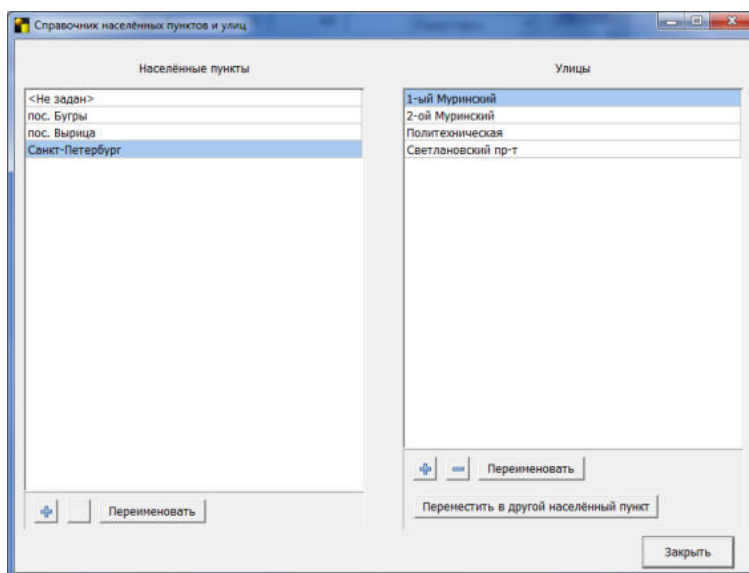 Справочник населённых пунктов и улиц
Населённые пункты
<Не задан>
пос. Бугры
пос. Вырица
Санкт-Петербург
Переименовать
Улицы
1-ый Муринский
2-ой Муринский
Политехническая
Светлановский пр-т
Переименовать
Переместить в другой населённый пункт
Закрыть